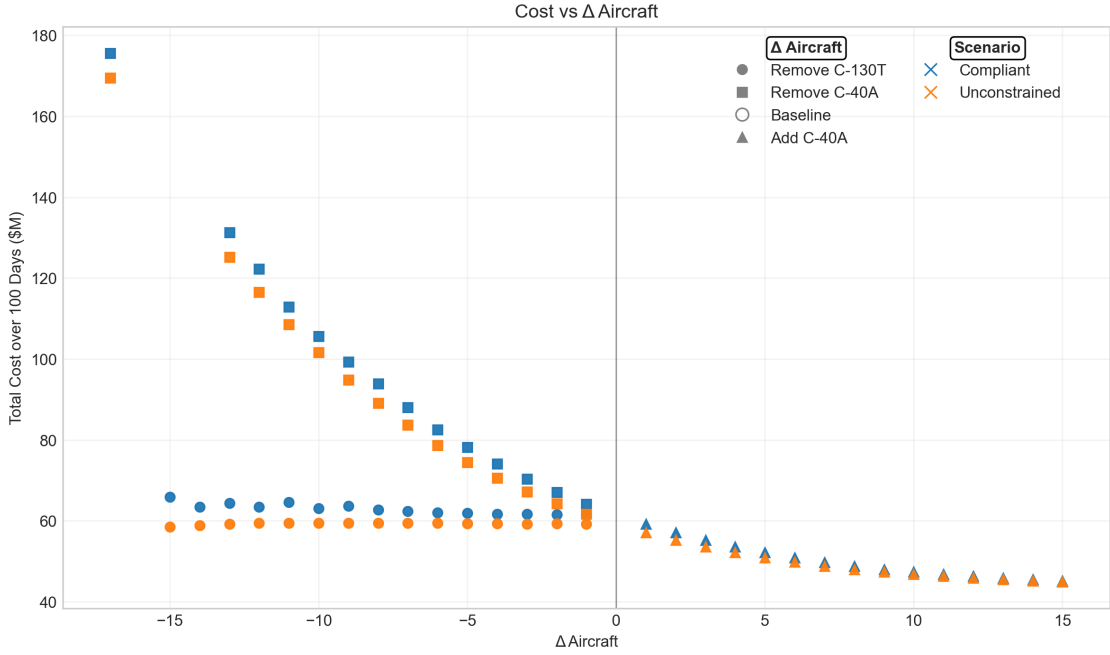 Cost vs Δ Aircraft
Δ Aircraft
Remove C-130T
Remove C-40A
Baseline
Add C-40A
Scenario
Compliant
Unconstrained
Total Cost over 100 Days ($M)
180
160
140
120
100
80
60
40
−15
−10
−5
0
5
10
15
Δ Aircraft